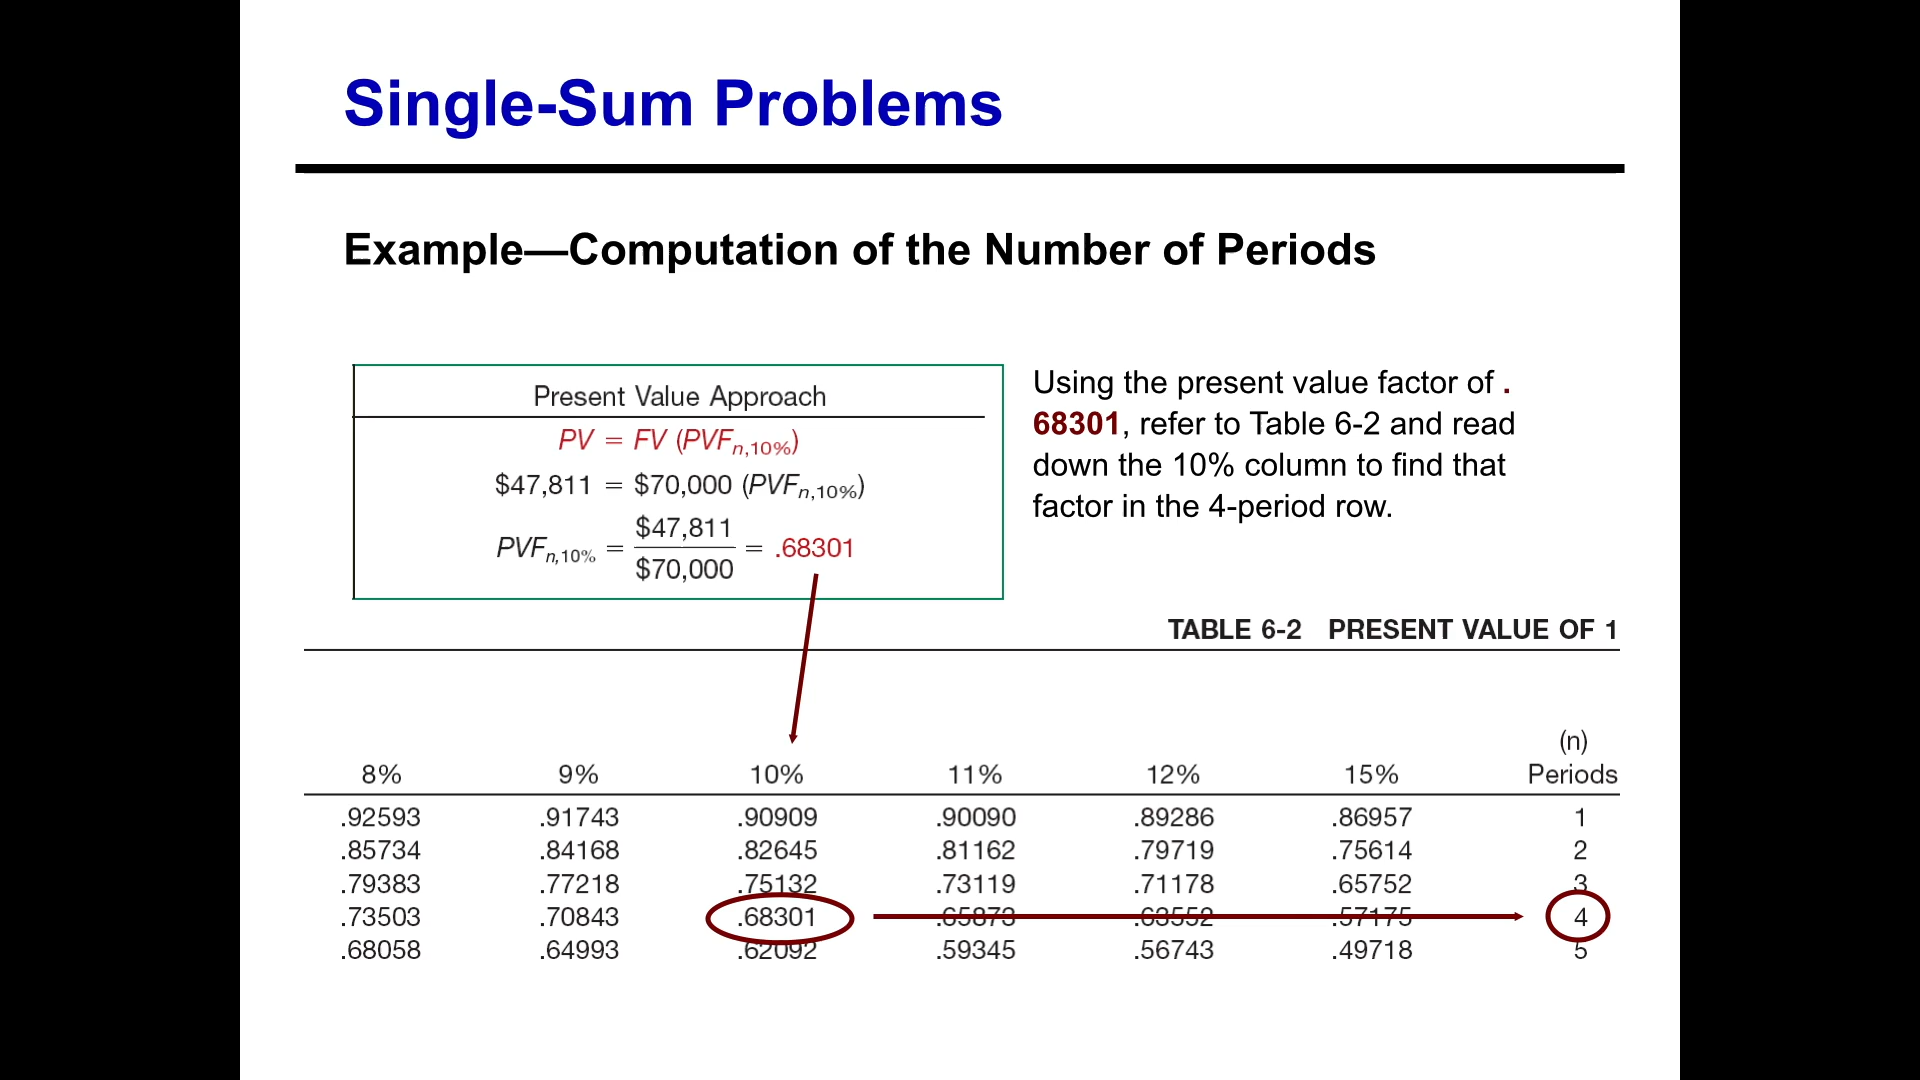 Single-Sum Problems
Example—Computation of the Number of Periods
Present Value Approach
PV = FV (PVFn,10%)
$47,811 = $70,000 (PVFn,10%)
PVFn,10% = $47,811 / $70,000 = .68301
Using the present value factor of .
68301, refer to Table 6-2 and read
down the 10% column to find that
factor in the 4-period row.
TABLE 6-2 PRESENT VALUE OF 1
(n)
8% 9% 10% 11% 12% 15% Periods
.92593 .91743 .90909 .90090 .89286 .86957 1
.85734 .84168 .82645 .81162 .79719 .75614 2
.79383 .77218 .75132 .73119 .71178 .65752 3
.73503 .70843 .68301 .65873 .63552 .57175 4
.68058 .64993 .62092 .59345 .56743 .49718 5